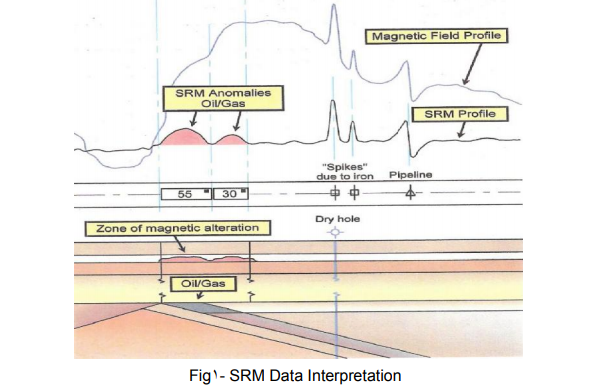 Magnetic Field Profile
SRM Anomalies
Oil/Gas
SRM Profile
"Spikes"
due to iron
Pipeline
55
30
Dry hole
Zone of magnetic alteration
Oil/Gas
Fig۱- SRM Data Interpretation